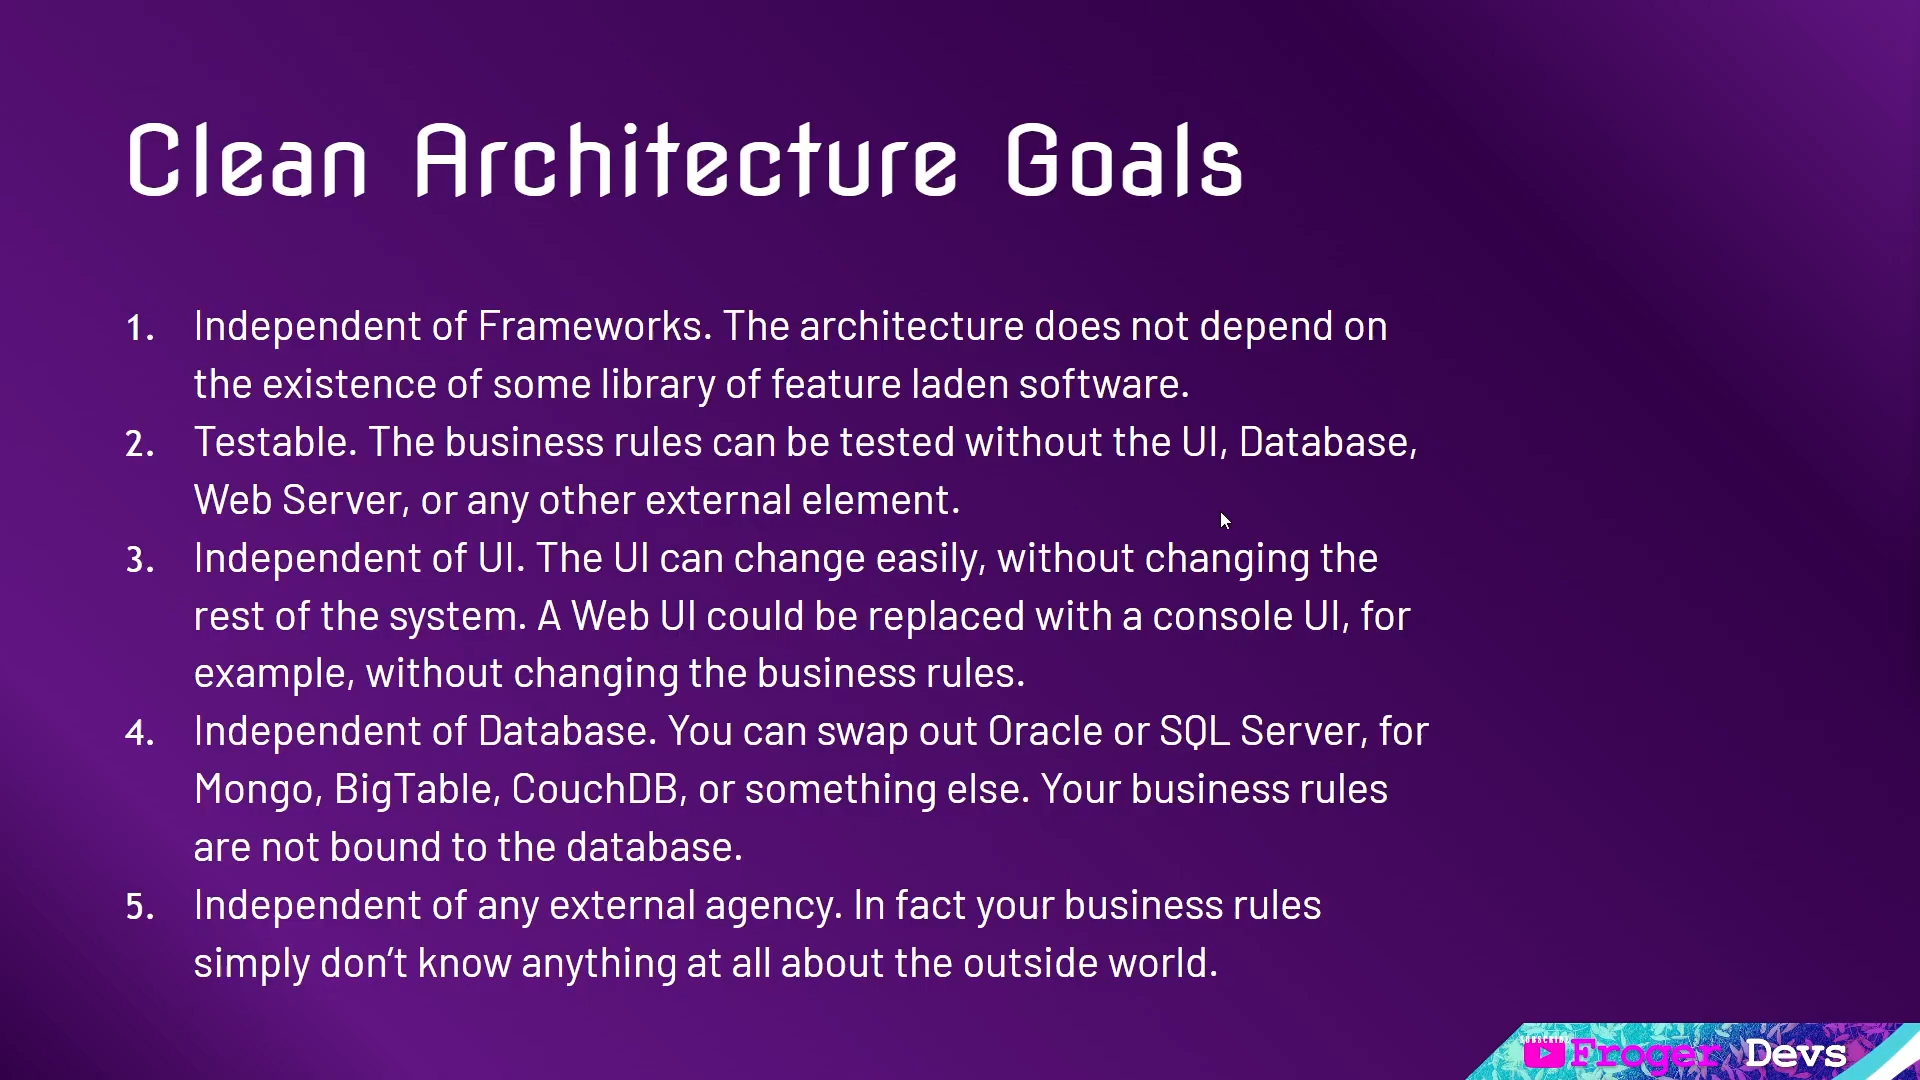 Clean Architecture Goals
1. Independent of Frameworks. The architecture does not depend on
the existence of some library of feature laden software.
2. Testable. The business rules can be tested without the UI, Database,
Web Server, or any other external element.
3. Independent of UI. The UI can change easily, without changing the
rest of the system. A Web UI could be replaced with a console UI, for
example, without changing the business rules.
4. Independent of Database. You can swap out Oracle or SQL Server, for
Mongo, BigTable, CouchDB, or something else. Your business rules
are not bound to the database.
5. Independent of any external agency. In fact your business rules
simply don’t know anything at all about the outside world.
SUBSCRIBE
Froger Devs